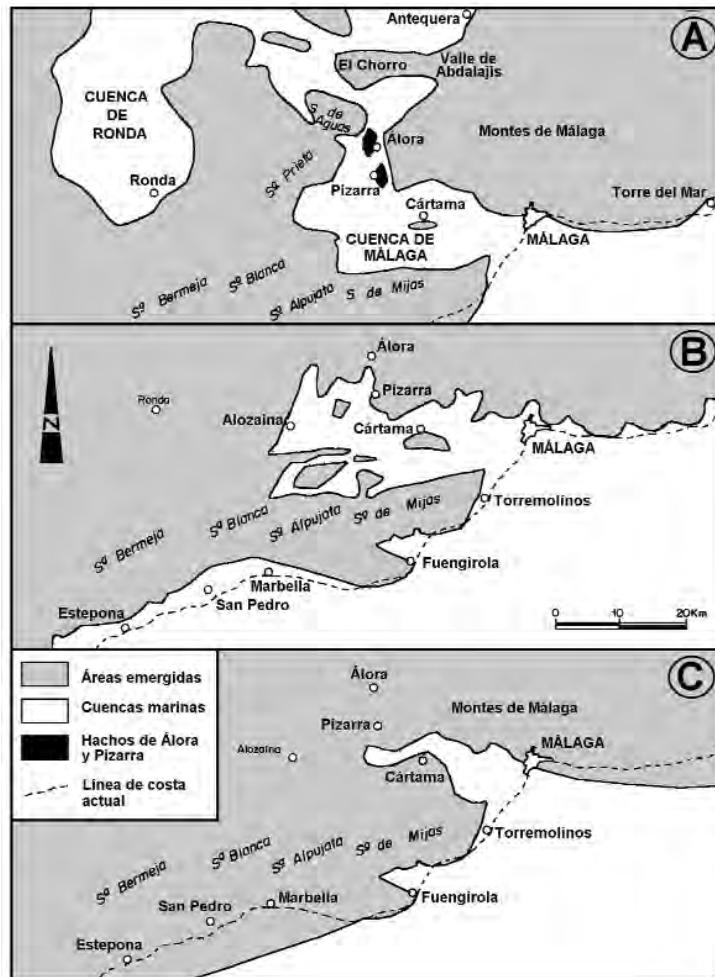 Antequera
A
El Chorro
Valle de
Abdalajís
CUENCA
DE
RONDA
S de
Aguas
Álora
Montes de Málaga
Sª Prieta
Ronda
Pizarra
Cártama
Torre del Mar
CUENCA DE
MÁLAGA
MÁLAGA
Sª Bermeja
Sª Blanca
Sª Alpujata
S de Mijas
B
Álora
Pizarra
Ronda
N
Alozaina
Cártama
MÁLAGA
Torremolinos
Sª Bermeja
Sª Blanca
Sª Alpujata
Sª de Mijas
Fuengirola
Marbella
San Pedro
Estepona
0 10 20Km
Áreas emergidas
Cuencas marinas
Hachos de Álora
y Pizarra
Línea de costa
actual
C
Álora
Montes de Málaga
Pizarra
MÁLAGA
Alozaina
Cártama
Torremolinos
Sª Bermeja
Sª Blanca
Sª Alpujata
Sª de Mijas
Fuengirola
Marbella
San Pedro
Estepona